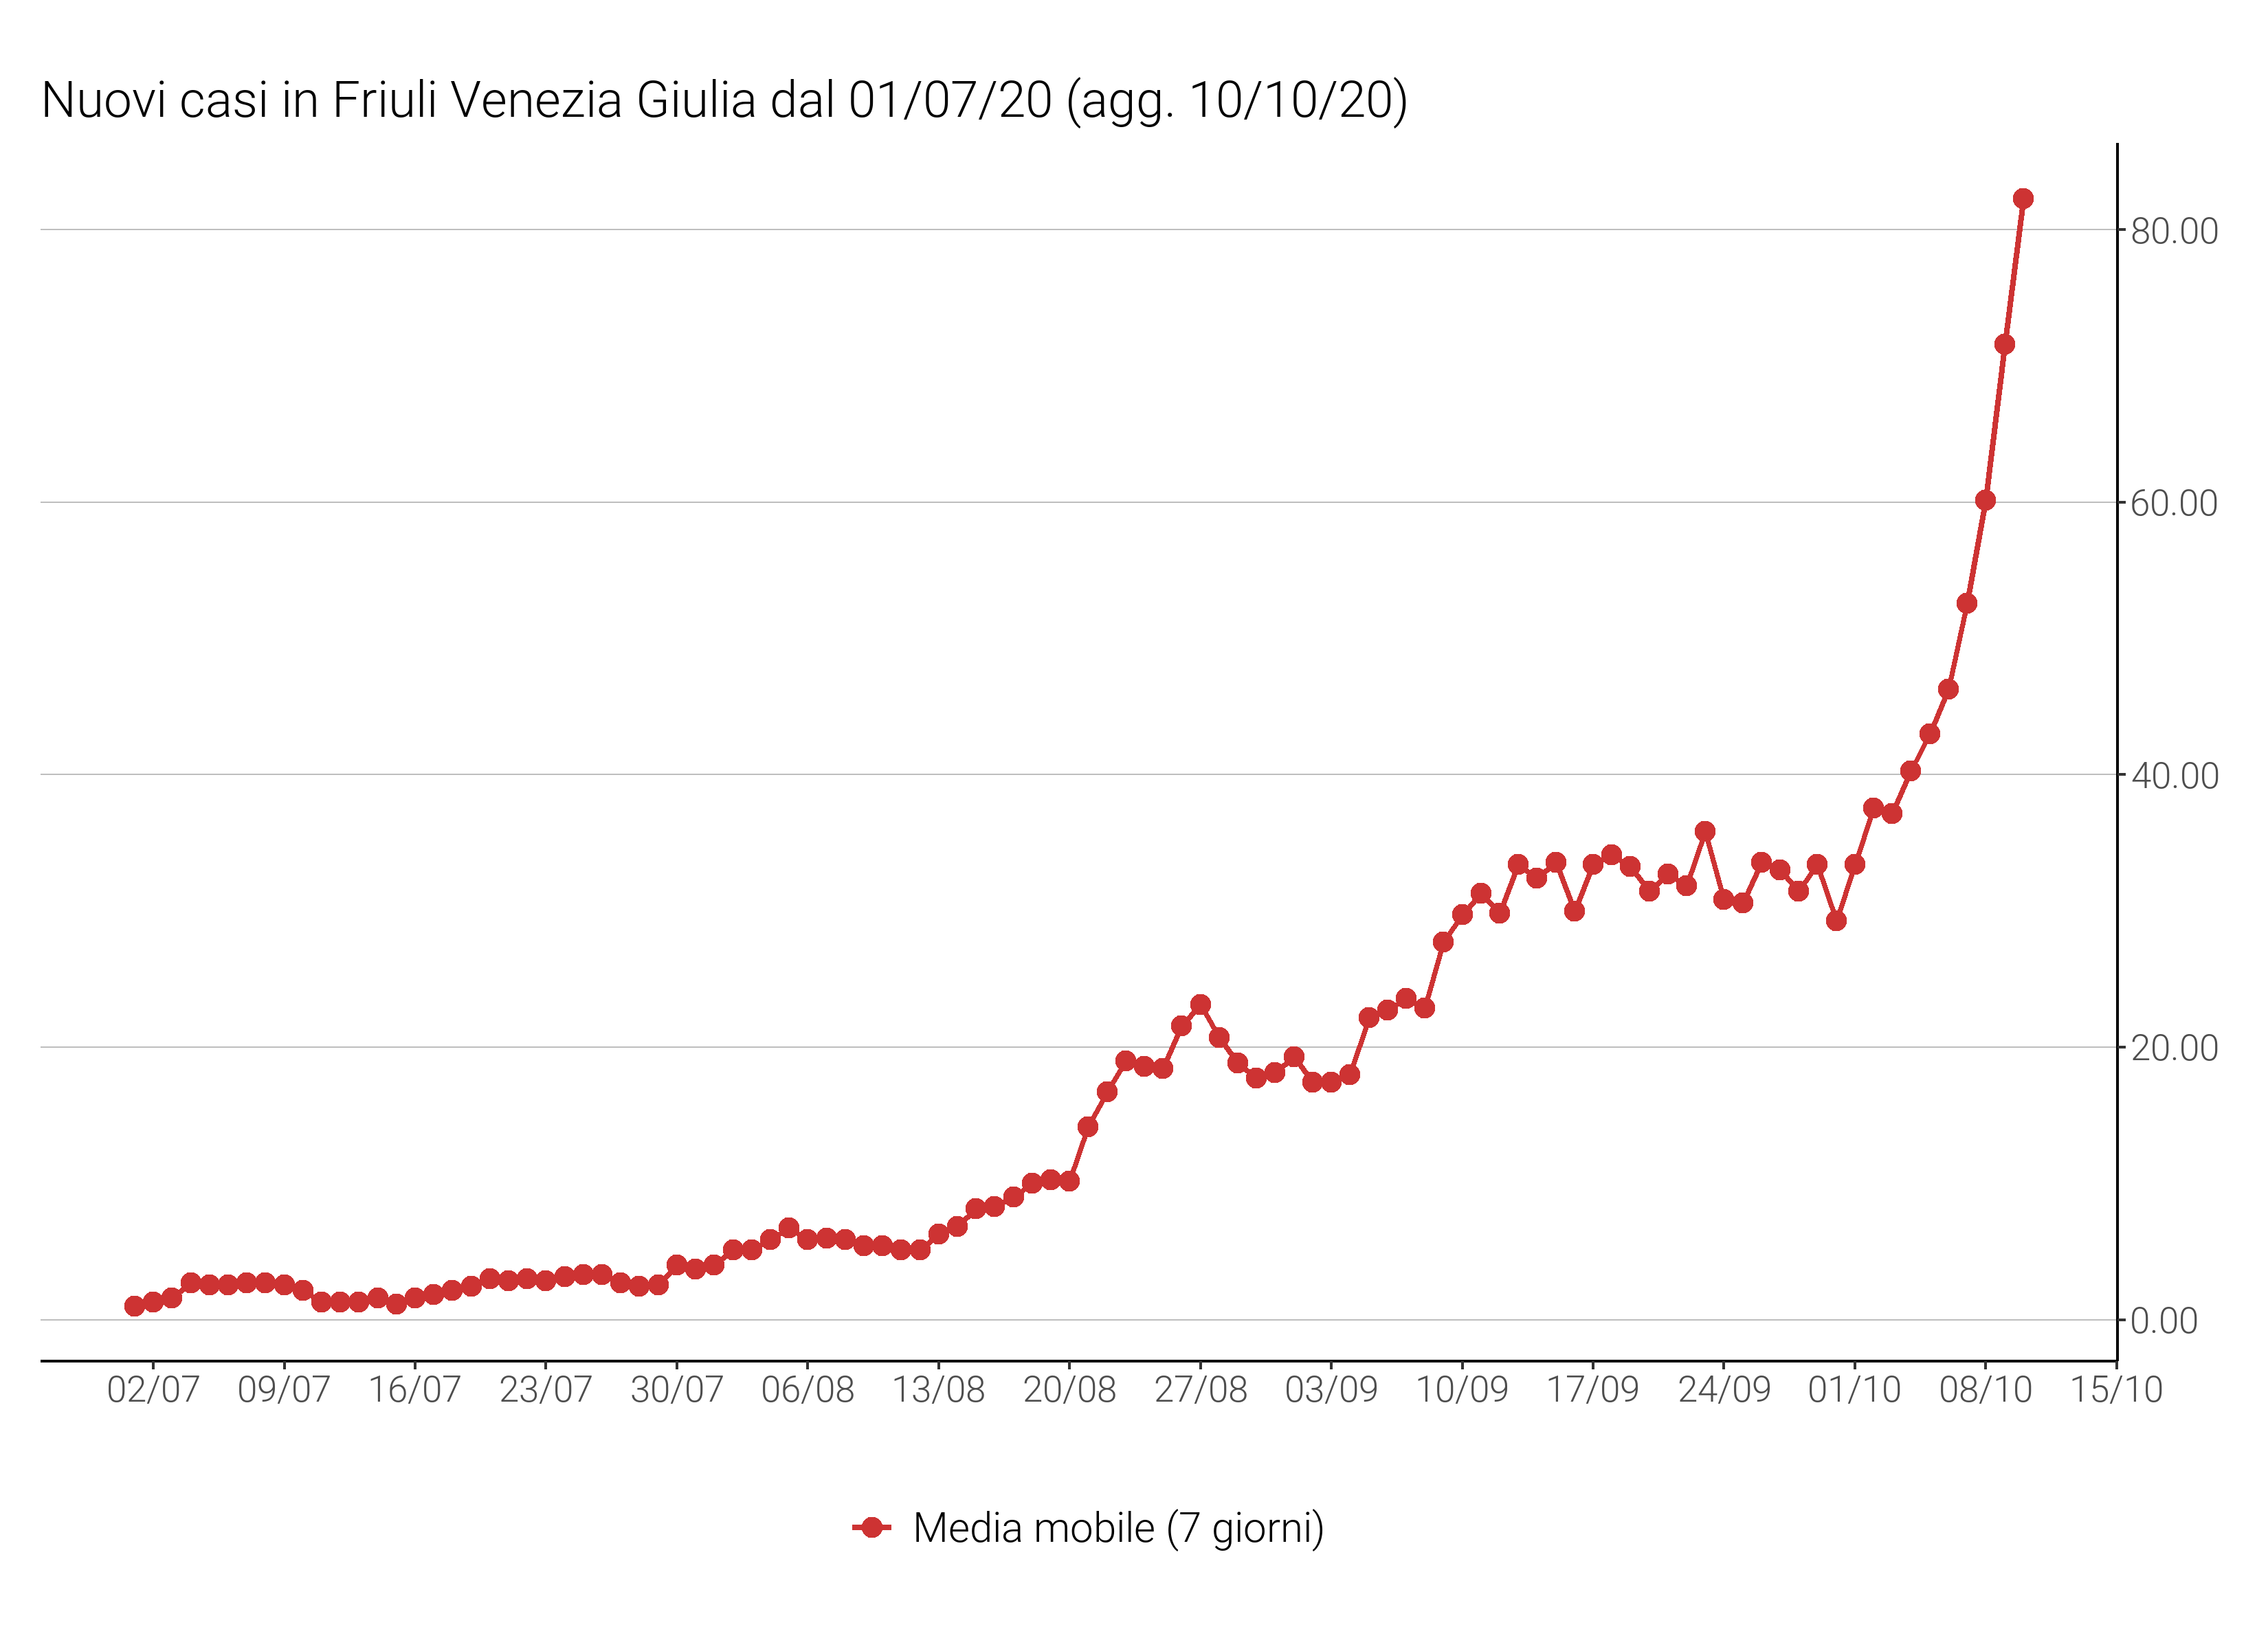 Nuovi casi in Friuli Venezia Giulia dal 01/07/20 (agg. 10/10/20)
80.00
60.00
40.00
20.00
0.00
02/07 09/07 16/07 23/07 30/07 06/08 13/08 20/08 27/08 03/09 10/09 17/09 24/09 01/10 08/10 15/10
Media mobile (7 giorni)